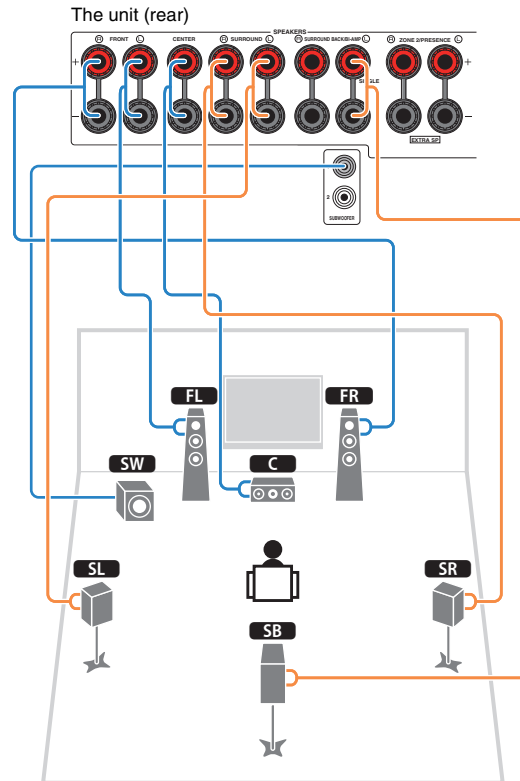 The unit (rear)
SPEAKERS
R FRONT L CENTER R SURROUND L R SURROUND BACK/BI-AMP L R ZONE 2/PRESENCE L
+ +
SINGLE
- -
EXTRA SP
2
SUBWOOFER
FL FR
SW C
SL SR
SB